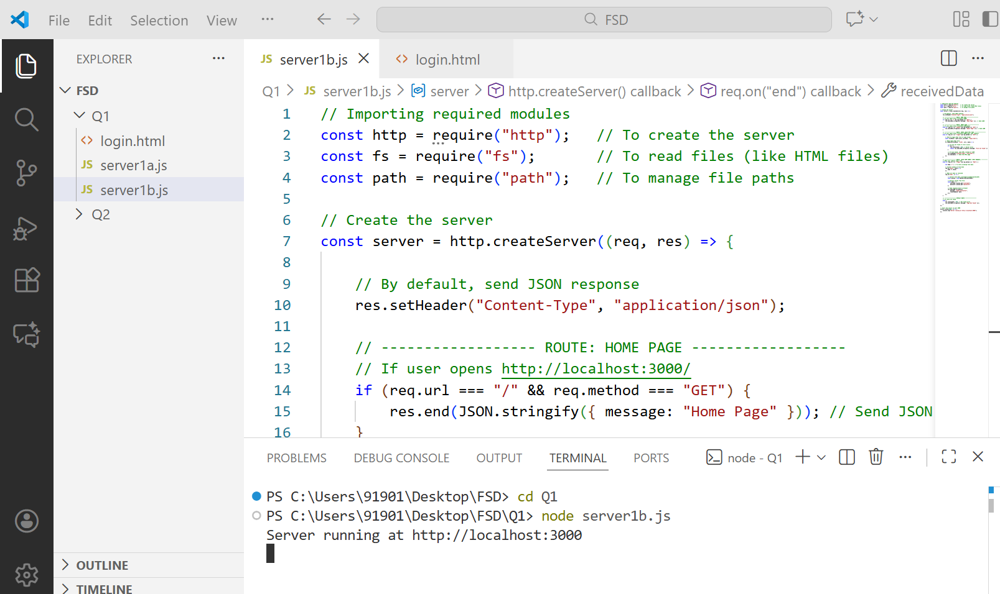 File Edit Selection View ··· FSD
EXPLORER ···
FSD
Q1
login.html
JS server1a.js
JS server1b.js
Q2
OUTLINE
TIMELINE
JS server1b.js login.html ···
Q1 > JS server1b.js > server > http.createServer() callback > req.on("end") callback > receivedData
1 // Importing required modules
2 const http = require("http"); // To create the server
3 const fs = require("fs"); // To read files (like HTML files)
4 const path = require("path"); // To manage file paths
5
6 // Create the server
7 const server = http.createServer((req, res) => {
8
9 // By default, send JSON response
10 res.setHeader("Content-Type", "application/json");
11
12 // ------------------ ROUTE: HOME PAGE ------------------
13 // If user opens http://localhost:3000/
14 if (req.url === "/" && req.method === "GET") {
15 res.end(JSON.stringify({ message: "Home Page" })); // Send JSON
16 }
PROBLEMS DEBUG CONSOLE OUTPUT TERMINAL PORTS node - Q1 ···
PS C:\Users\91901\Desktop\FSD> cd Q1
PS C:\Users\91901\Desktop\FSD\Q1> node server1b.js
Server running at http://localhost:3000